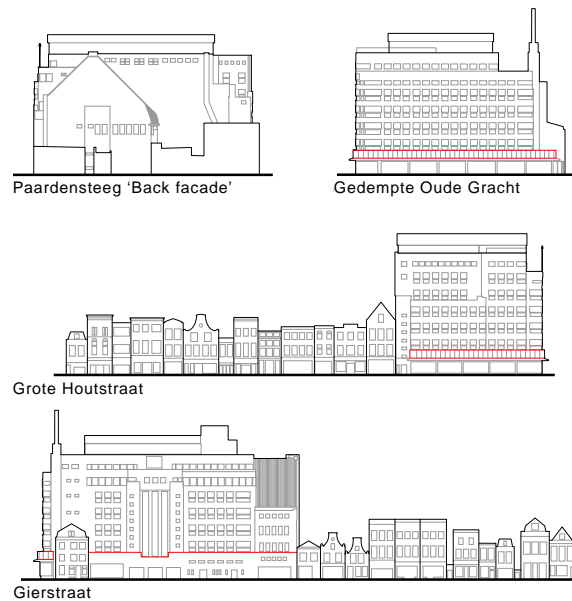 Paardensteeg ‘Back facade’
Gedempte Oude Gracht
Grote Houtstraat
Gierstraat